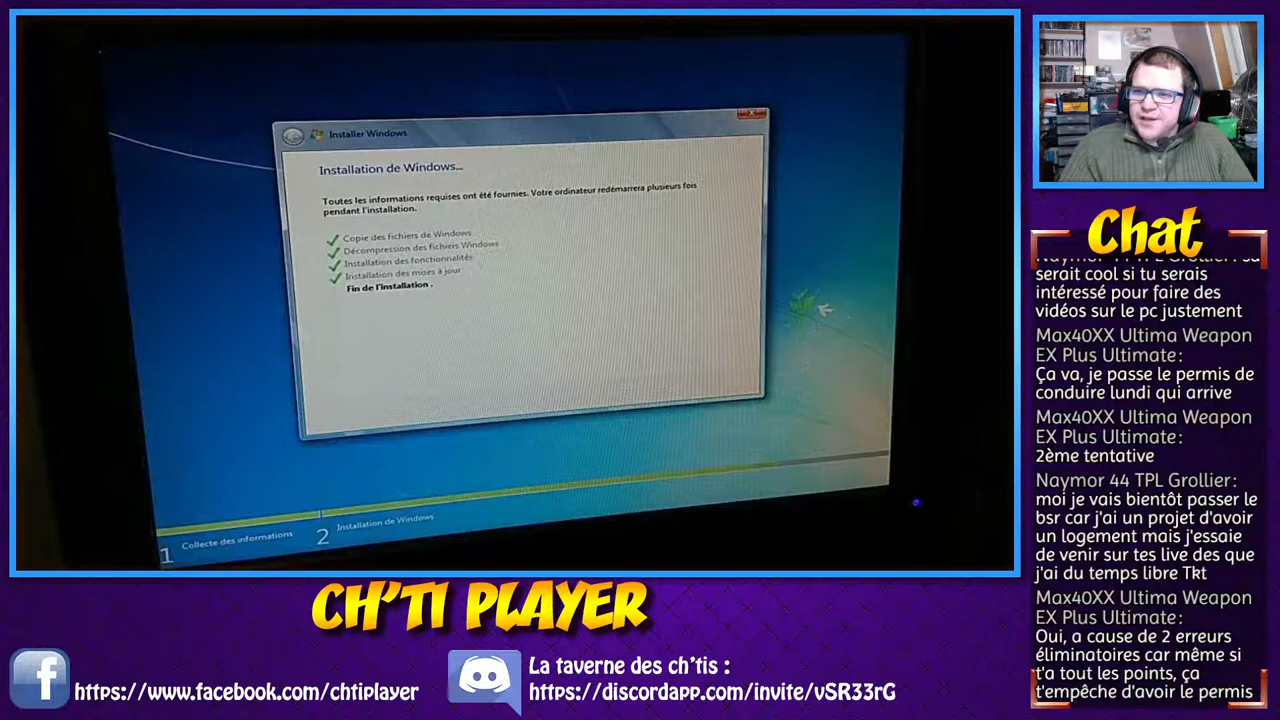 Installer Windows
Installation de Windows...
Toutes les informations requises ont été fournies. Votre ordinateur redémarrera plusieurs fois
pendant l'installation.
Copie des fichiers de Windows
Décompression des fichiers Windows
Installation des fonctionnalités
Installation des mises à jour
Fin de l'installation .
1 Collecte des informations
2 Installation de Windows
CH'TI PLAYER
https://www.facebook.com/chtiplayer
La taverne des ch'tis :
https://discordapp.com/invite/vSR33rG
Chat
Naymor 44 TPL Grollier: sa
serait cool si tu serais
intéressé pour faire des
vidéos sur le pc justement
Max40XX Ultima Weapon
EX Plus Ultimate:
Ça va, je passe le permis de
conduire lundi qui arrive
Max40XX Ultima Weapon
EX Plus Ultimate:
2ème tentative
Naymor 44 TPL Grollier:
moi je vais bientôt passer le
bsr car j'ai un projet d'avoir
un logement mais j'essaie
de venir sur tes live des que
j'ai du temps libre Tkt
Max40XX Ultima Weapon
EX Plus Ultimate:
Oui, a cause de 2 erreurs
éliminatoires car même si
t'a tout les points, ça
t'empêche d'avoir le permis